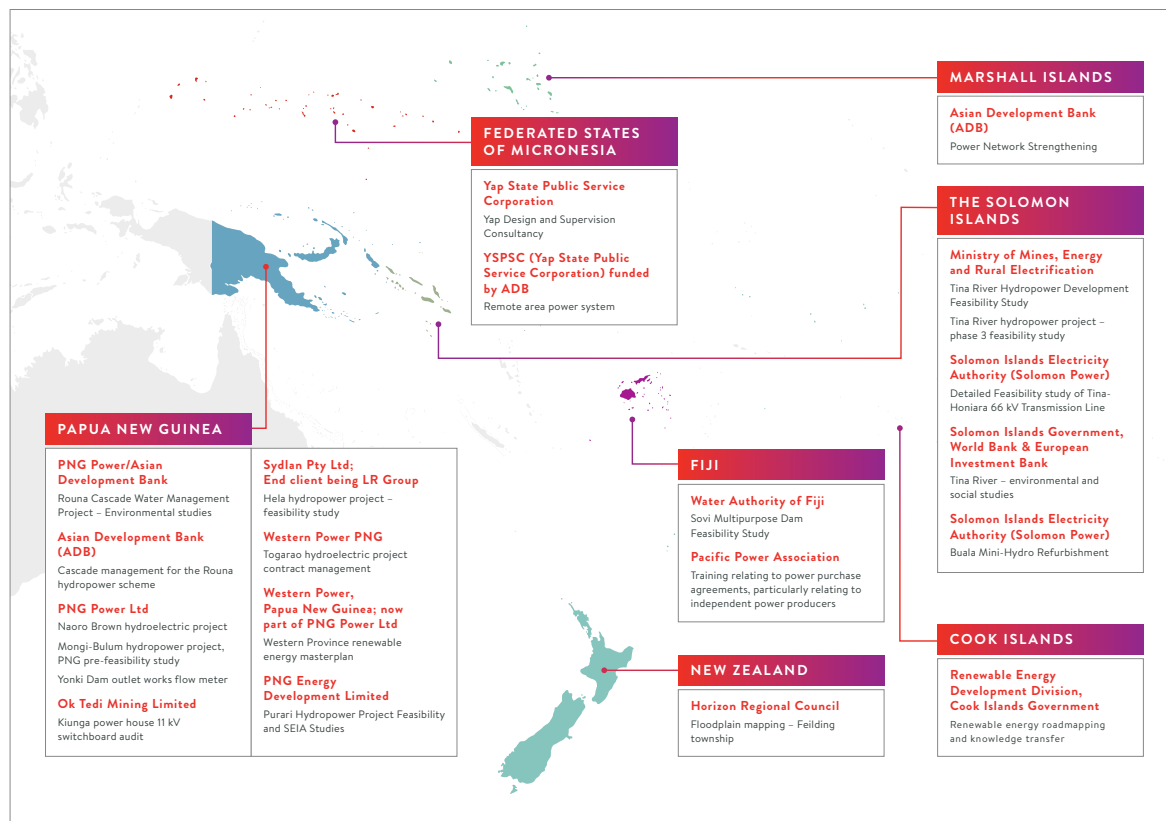 MARSHALL ISLANDS
Asian Development Bank
(ADB)
Power Network Strengthening
FEDERATED STATES
OF MICRONESIA
Yap State Public Service
Corporation
Yap Design and Supervision
Consultancy
YSPSC (Yap State Public
Service Corporation) funded
by ADB
Remote area power system
THE SOLOMON
ISLANDS
Ministry of Mines, Energy
and Rural Electrification
Tina River Hydropower Development
Feasibility Study
Tina River hydropower project –
phase 3 feasibility study
Solomon Islands Electricity
Authority (Solomon Power)
Detailed Feasibility study of Tina-
Honiara 66 kV Transmission Line
Solomon Islands Government,
World Bank & European
Investment Bank
Tina River – environmental and
social studies
Solomon Islands Electricity
Authority (Solomon Power)
Buala Mini-Hydro Refurbishment
PAPUA NEW GUINEA
PNG Power/Asian
Development Bank
Rouna Cascade Water Management
Project – Environmental studies
Asian Development Bank
(ADB)
Cascade management for the Rouna
hydropower scheme
PNG Power Ltd
Naoro Brown hydroelectric project
Mongi-Bulum hydropower project,
PNG pre-feasibility study
Yonki Dam outlet works flow meter
Ok Tedi Mining Limited
Kiunga power house 11 kV
switchboard audit
Sydlan Pty Ltd;
End client being LR Group
Hela hydropower project –
feasibility study
Western Power PNG
Togarao hydroelectric project
contract management
Western Power,
Papua New Guinea; now
part of PNG Power Ltd
Western Province renewable
energy masterplan
PNG Energy
Development Limited
Purari Hydropower Project Feasibility
and SEIA Studies
FIJI
Water Authority of Fiji
Sovi Multipurpose Dam
Feasibility Study
Pacific Power Association
Training relating to power purchase
agreements, particularly relating to
independent power producers
NEW ZEALAND
Horizon Regional Council
Floodplain mapping – Feilding
township
COOK ISLANDS
Renewable Energy
Development Division,
Cook Islands Government
Renewable energy roadmapping
and knowledge transfer